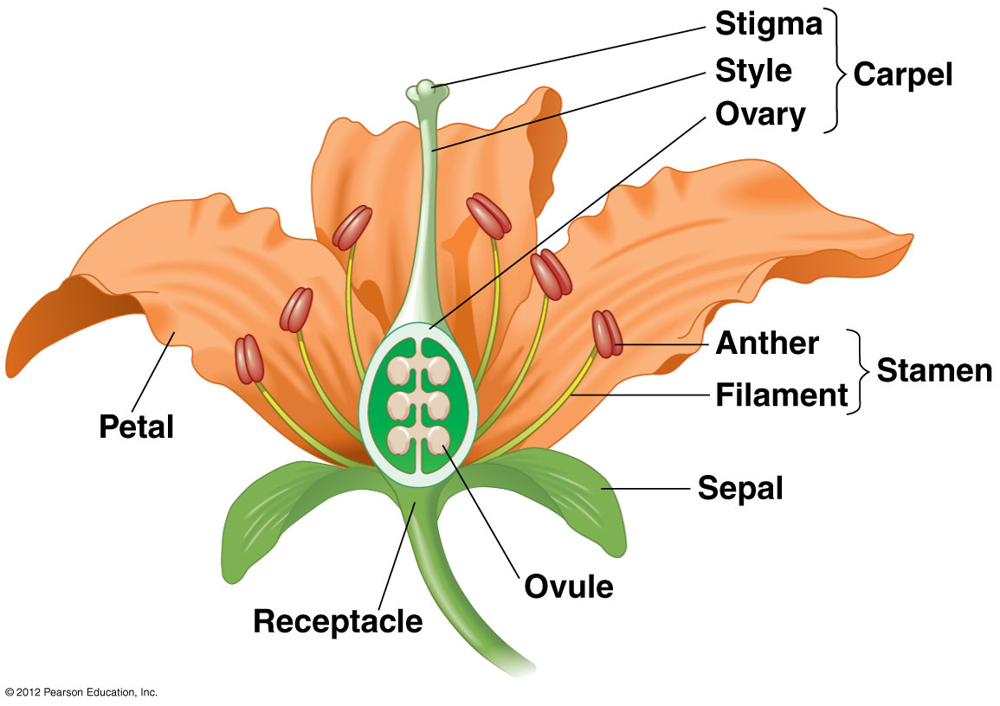 Stigma
Style
Carpel
Ovary
Anther
Stamen
Filament
Petal
Sepal
Ovule
Receptacle
© 2012 Pearson Education, Inc.